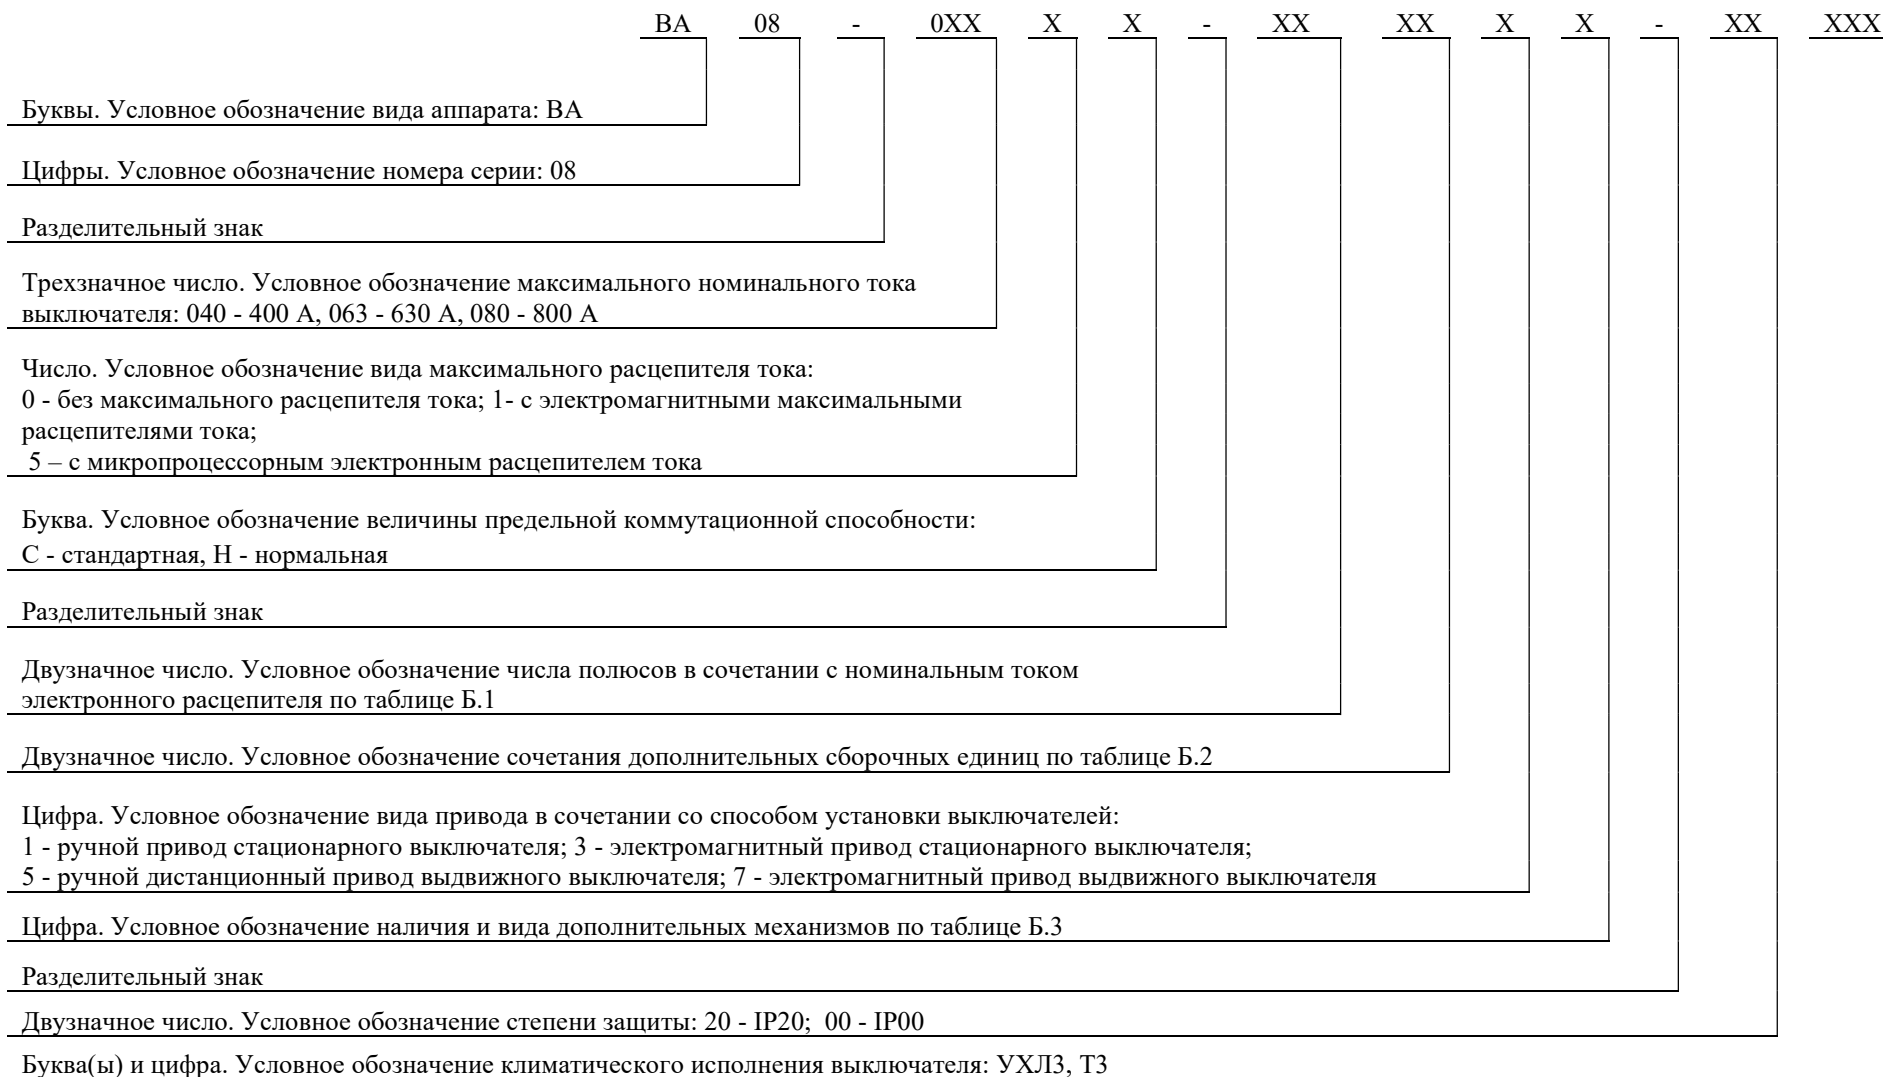 ВА 08 - 0ХХ Х Х - ХХ ХХ Х Х - ХХ ХХХ
Буквы. Условное обозначение вида аппарата: ВА
Цифры. Условное обозначение номера серии: 08
Разделительный знак
Трехзначное число. Условное обозначение максимального номинального тока
выключателя: 040 - 400 А, 063 - 630 А, 080 - 800 А
Число. Условное обозначение вида максимального расцепителя тока:
0 - без максимального расцепителя тока; 1- с электромагнитными максимальными
расцепителями тока;
5 – с микропроцессорным электронным расцепителем тока
Буква. Условное обозначение величины предельной коммутационной способности:
С - стандартная, Н - нормальная
Разделительный знак
Двузначное число. Условное обозначение числа полюсов в сочетании с номинальным током
электронного расцепителя по таблице Б.1
Двузначное число. Условное обозначение сочетания дополнительных сборочных единиц по таблице Б.2
Цифра. Условное обозначение вида привода в сочетании со способом установки выключателей:
1 - ручной привод стационарного выключателя; 3 - электромагнитный привод стационарного выключателя;
5 - ручной дистанционный привод выдвижного выключателя; 7 - электромагнитный привод выдвижного выключателя
Цифра. Условное обозначение наличия и вида дополнительных механизмов по таблице Б.3
Разделительный знак
Двузначное число. Условное обозначение степени защиты: 20 - IP20; 00 - IP00
Буква(ы) и цифра. Условное обозначение климатического исполнения выключателя: УХЛ3, Т3